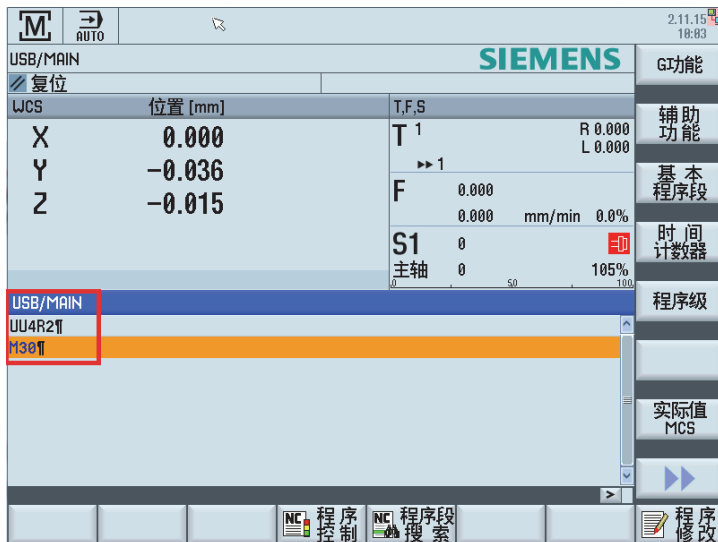 M
AUTO
2.11.15
10:03
USB/MAIN
SIEMENS
复位
WCS 位置 [mm] T,F,S
X 0.000
Y -0.036
Z -0.015
T 1 R 0.000
L 0.000
▸▸ 1
F 0.000
0.000 mm/min 0.0%
S1 0
主轴 0 105%
0 50 100
USB/MAIN
UU4R2¶
M30¶
G功能
辅助
功能
基本
程序段
时间
计数器
程序级
实际值
MCS
NC 程序
控制
NC 程序段
搜索
程序
修改